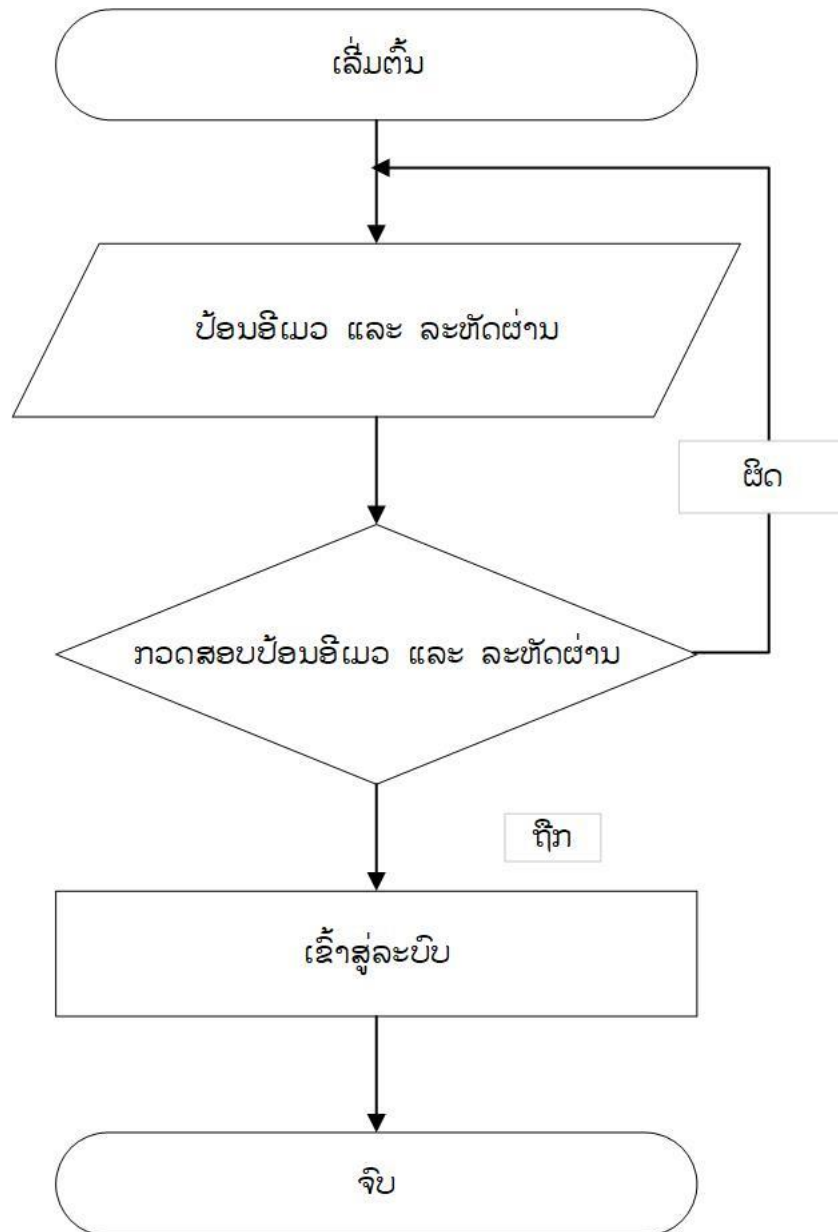 ເລີ່ມຕົ້ນ
ປ້ອນອີເມວ ແລະ ລະຫັດຜ່ານ
ຜິດ
ກວດສອບປ້ອນອີເມວ ແລະ ລະຫັດຜ່ານ
ຖືກ
ເຂົ້າສູ່ລະບົບ
ຈົບ